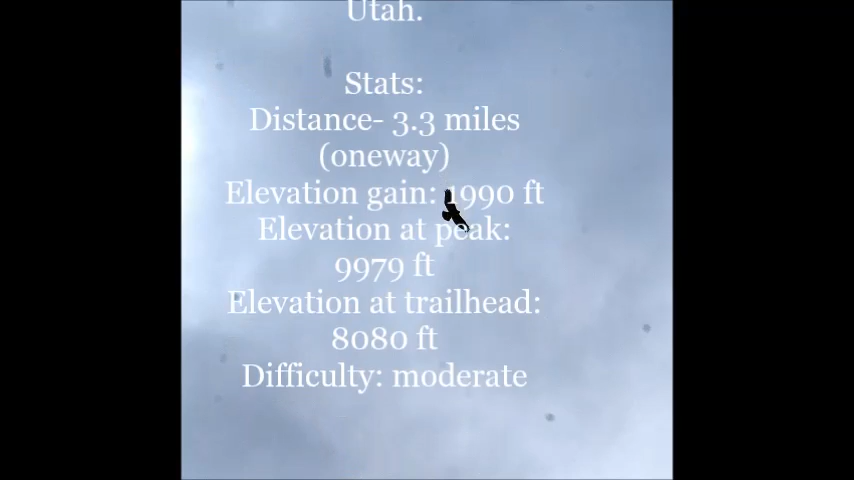 Utah.
Stats:
Distance- 3.3 miles
(oneway)
Elevation gain: 1990 ft
Elevation at peak:
9979 ft
Elevation at trailhead:
8080 ft
Difficulty: moderate